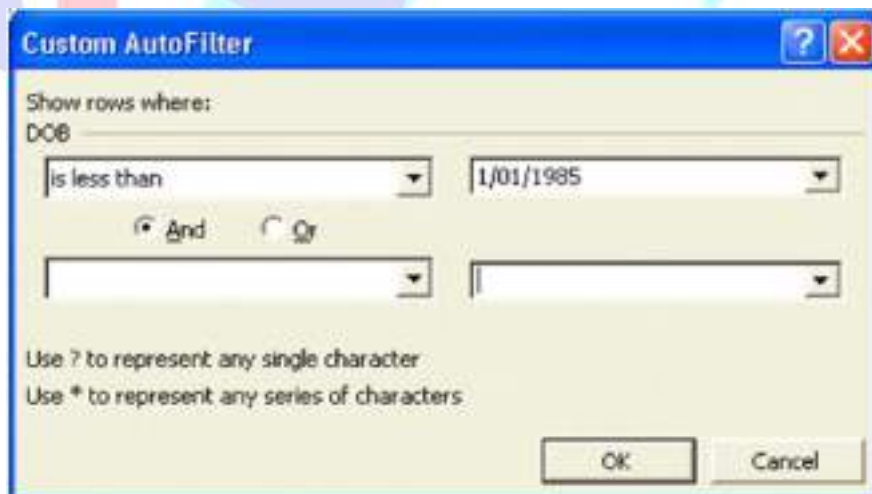 Custom AutoFilter
Show rows where:
DOB
is less than 1/01/1985
And Or
Use ? to represent any single character
Use * to represent any series of characters
OK Cancel